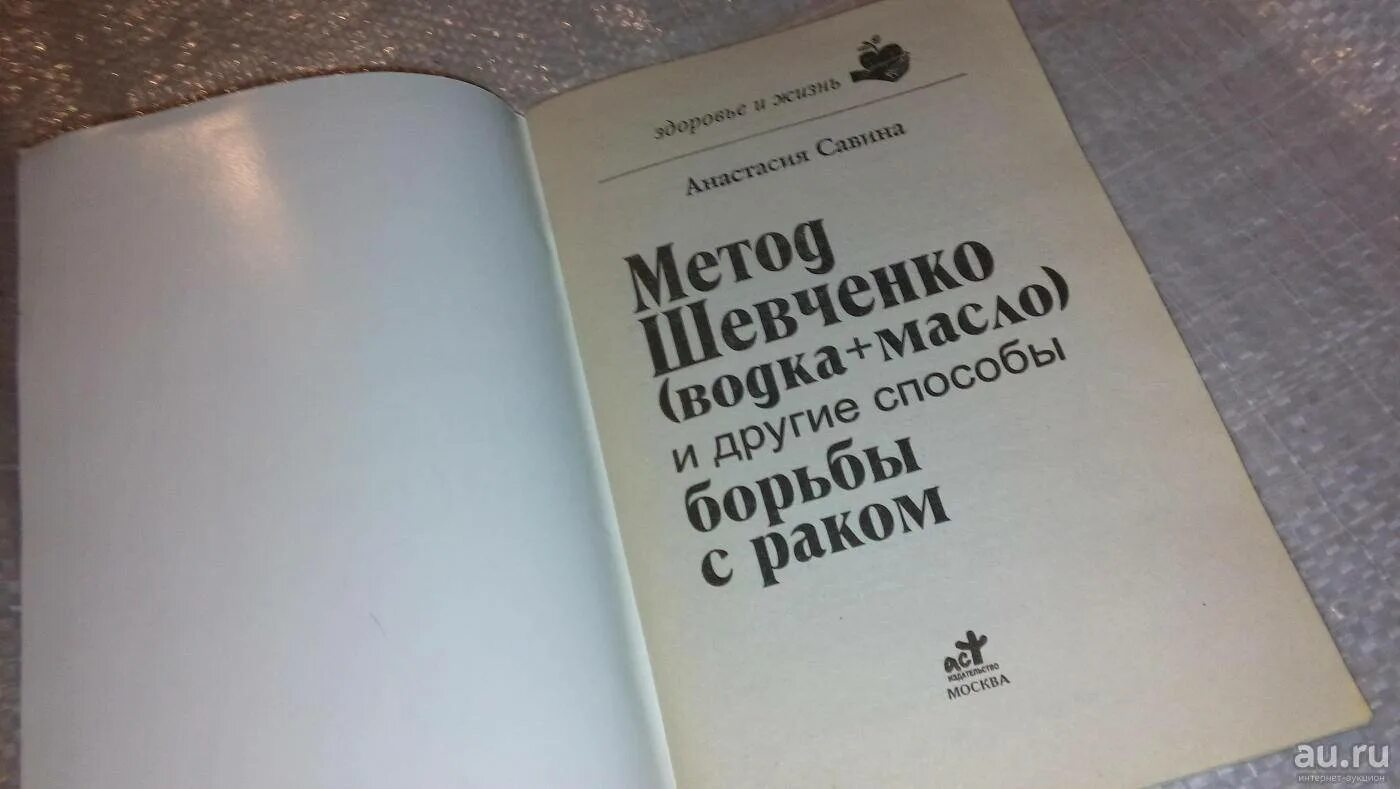 здоровье и жизнь
Анастасия Савина
Метод
Шевченко
(водка+масло)
и другие способы
борьбы
с раком
аст
издательство
МОСКВА
au.ru
интернет-аукцион